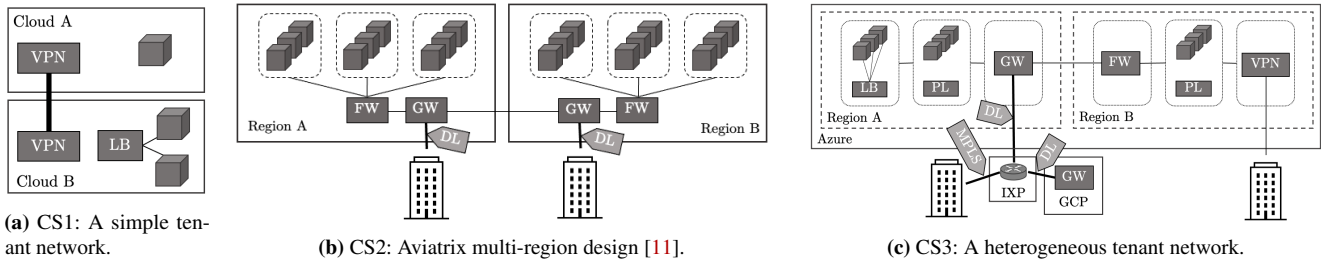 Cloud A
VPN
VPN
LB
Cloud B
(a) CS1: A simple ten-
ant network.
FW
GW
GW
FW
Region A
DL
DL
Region B
(b) CS2: Aviatrix multi-region design [11].
GW
FW
VPN
LB
PL
PL
Region A
DL
Region B
Azure
MPLS
DL
GW
IXP
GCP
(c) CS3: A heterogeneous tenant network.